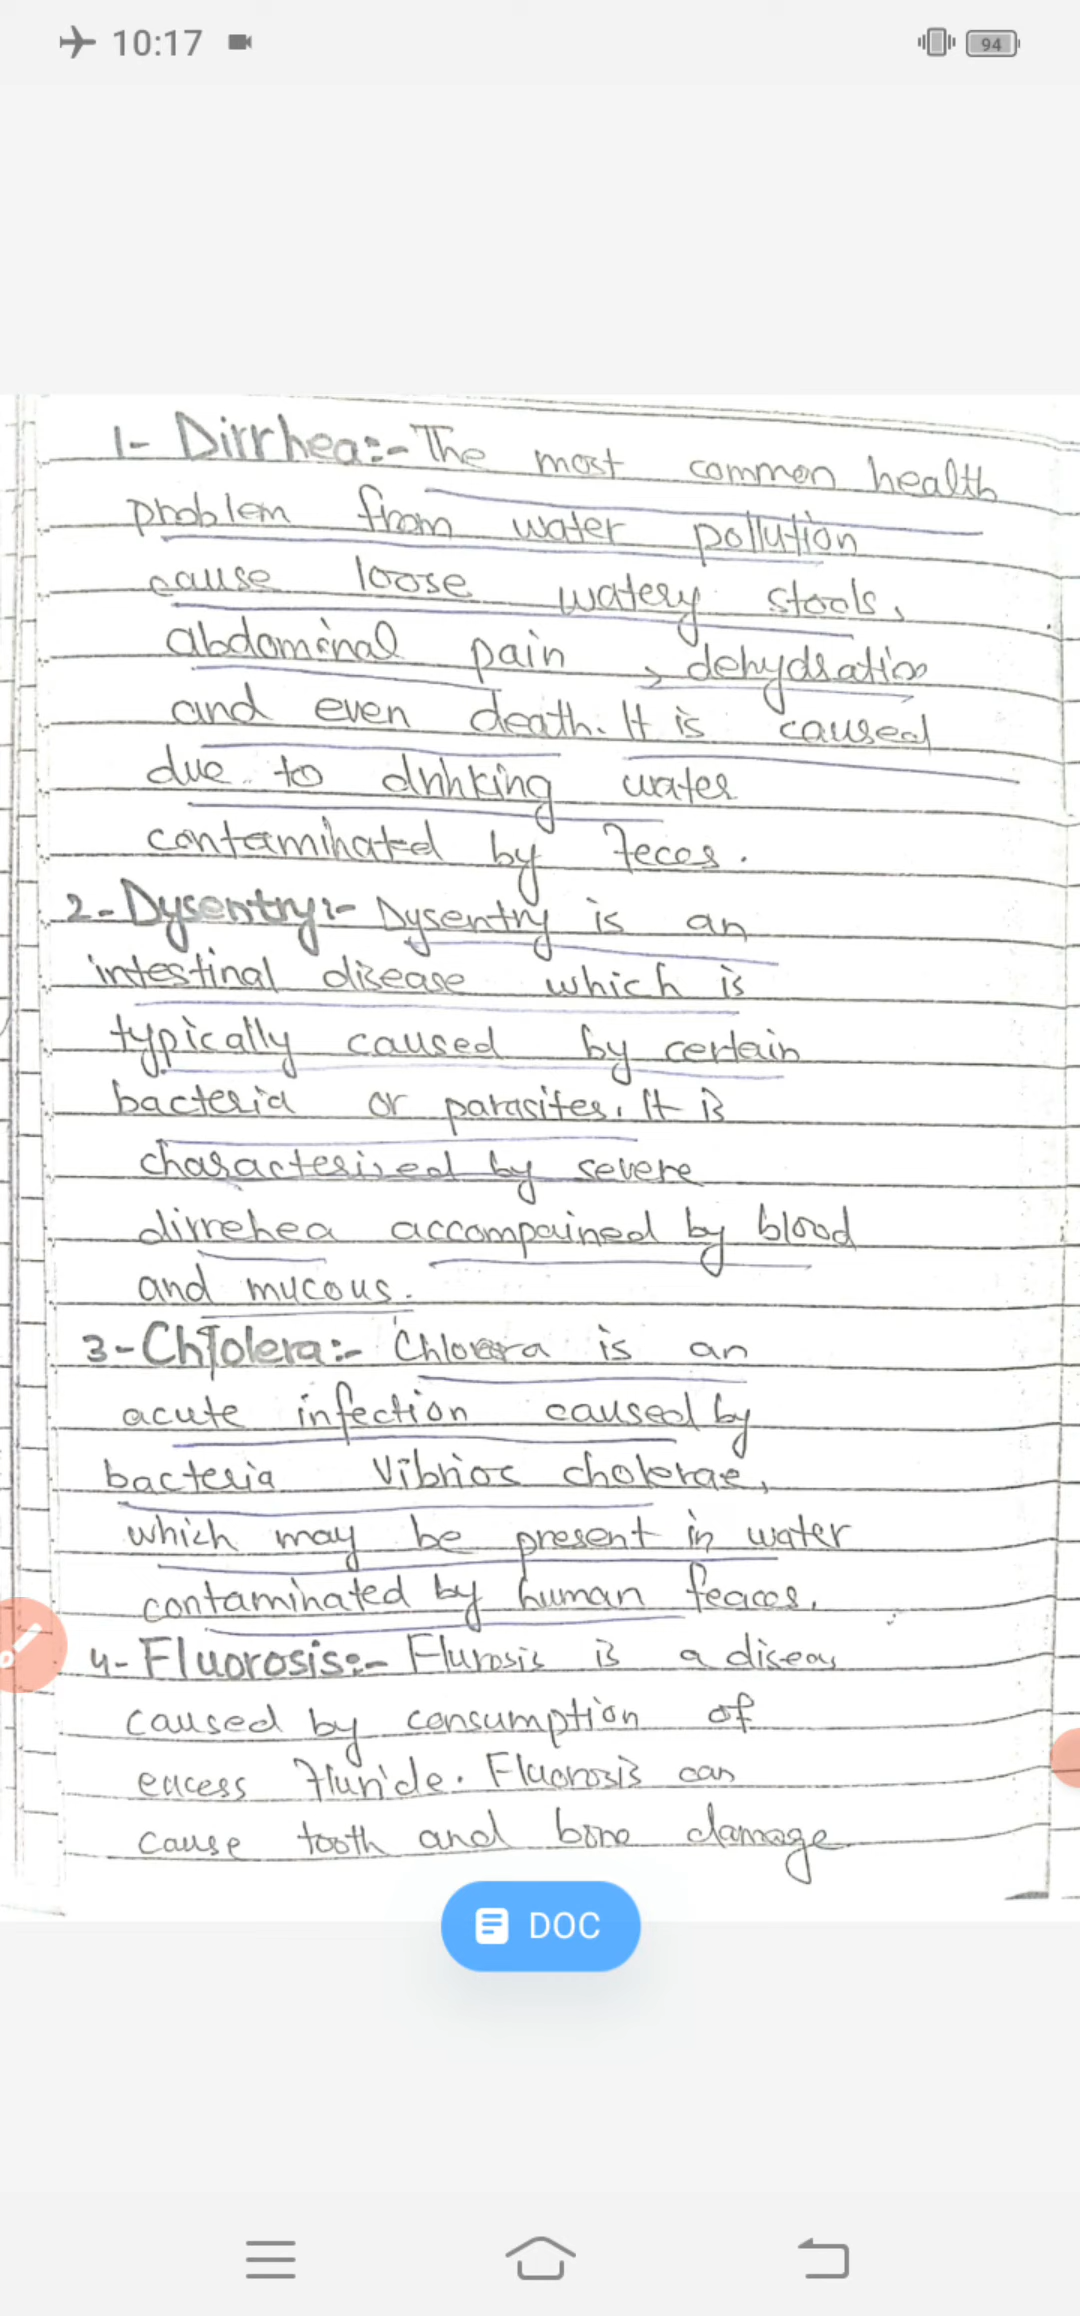 10:17
94
1- Dirrhea:- The most common health
problem from water pollution
cause loose watery stools,
abdominal pain, dehydration
and even death. It is caused
due to drinking water
contaminated by feces.
2- Dysentry:- Dysentry is an
intestinal disease which is
typically caused by certain
bacteria or parasites. It is
characterised by severe
dirrehea accompained by blood
and mucous.
3- Cholera:- is an
acute infection caused by
bacteria Vibrios cholerae,
which may be present in water
contaminated by human feaces.
4- Fluorosis:- Flurosis is a diseas
caused by consumption of
excess fluride. Fluorosis can
cause tooth and bone damage
DOC